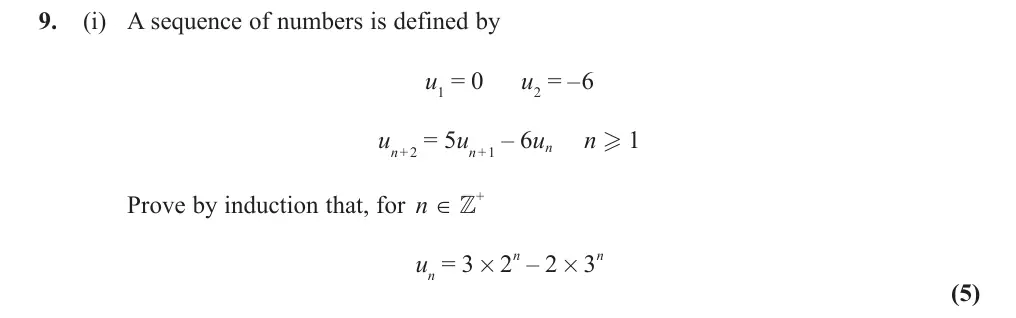 9. (i) A sequence of numbers is defined by
u₁ = 0 u₂ = –6
uₙ₊₂ = 5uₙ₊₁ – 6uₙ n ⩾ 1
Prove by induction that, for n ∈ ℤ⁺
uₙ = 3 × 2ⁿ – 2 × 3ⁿ
(5)